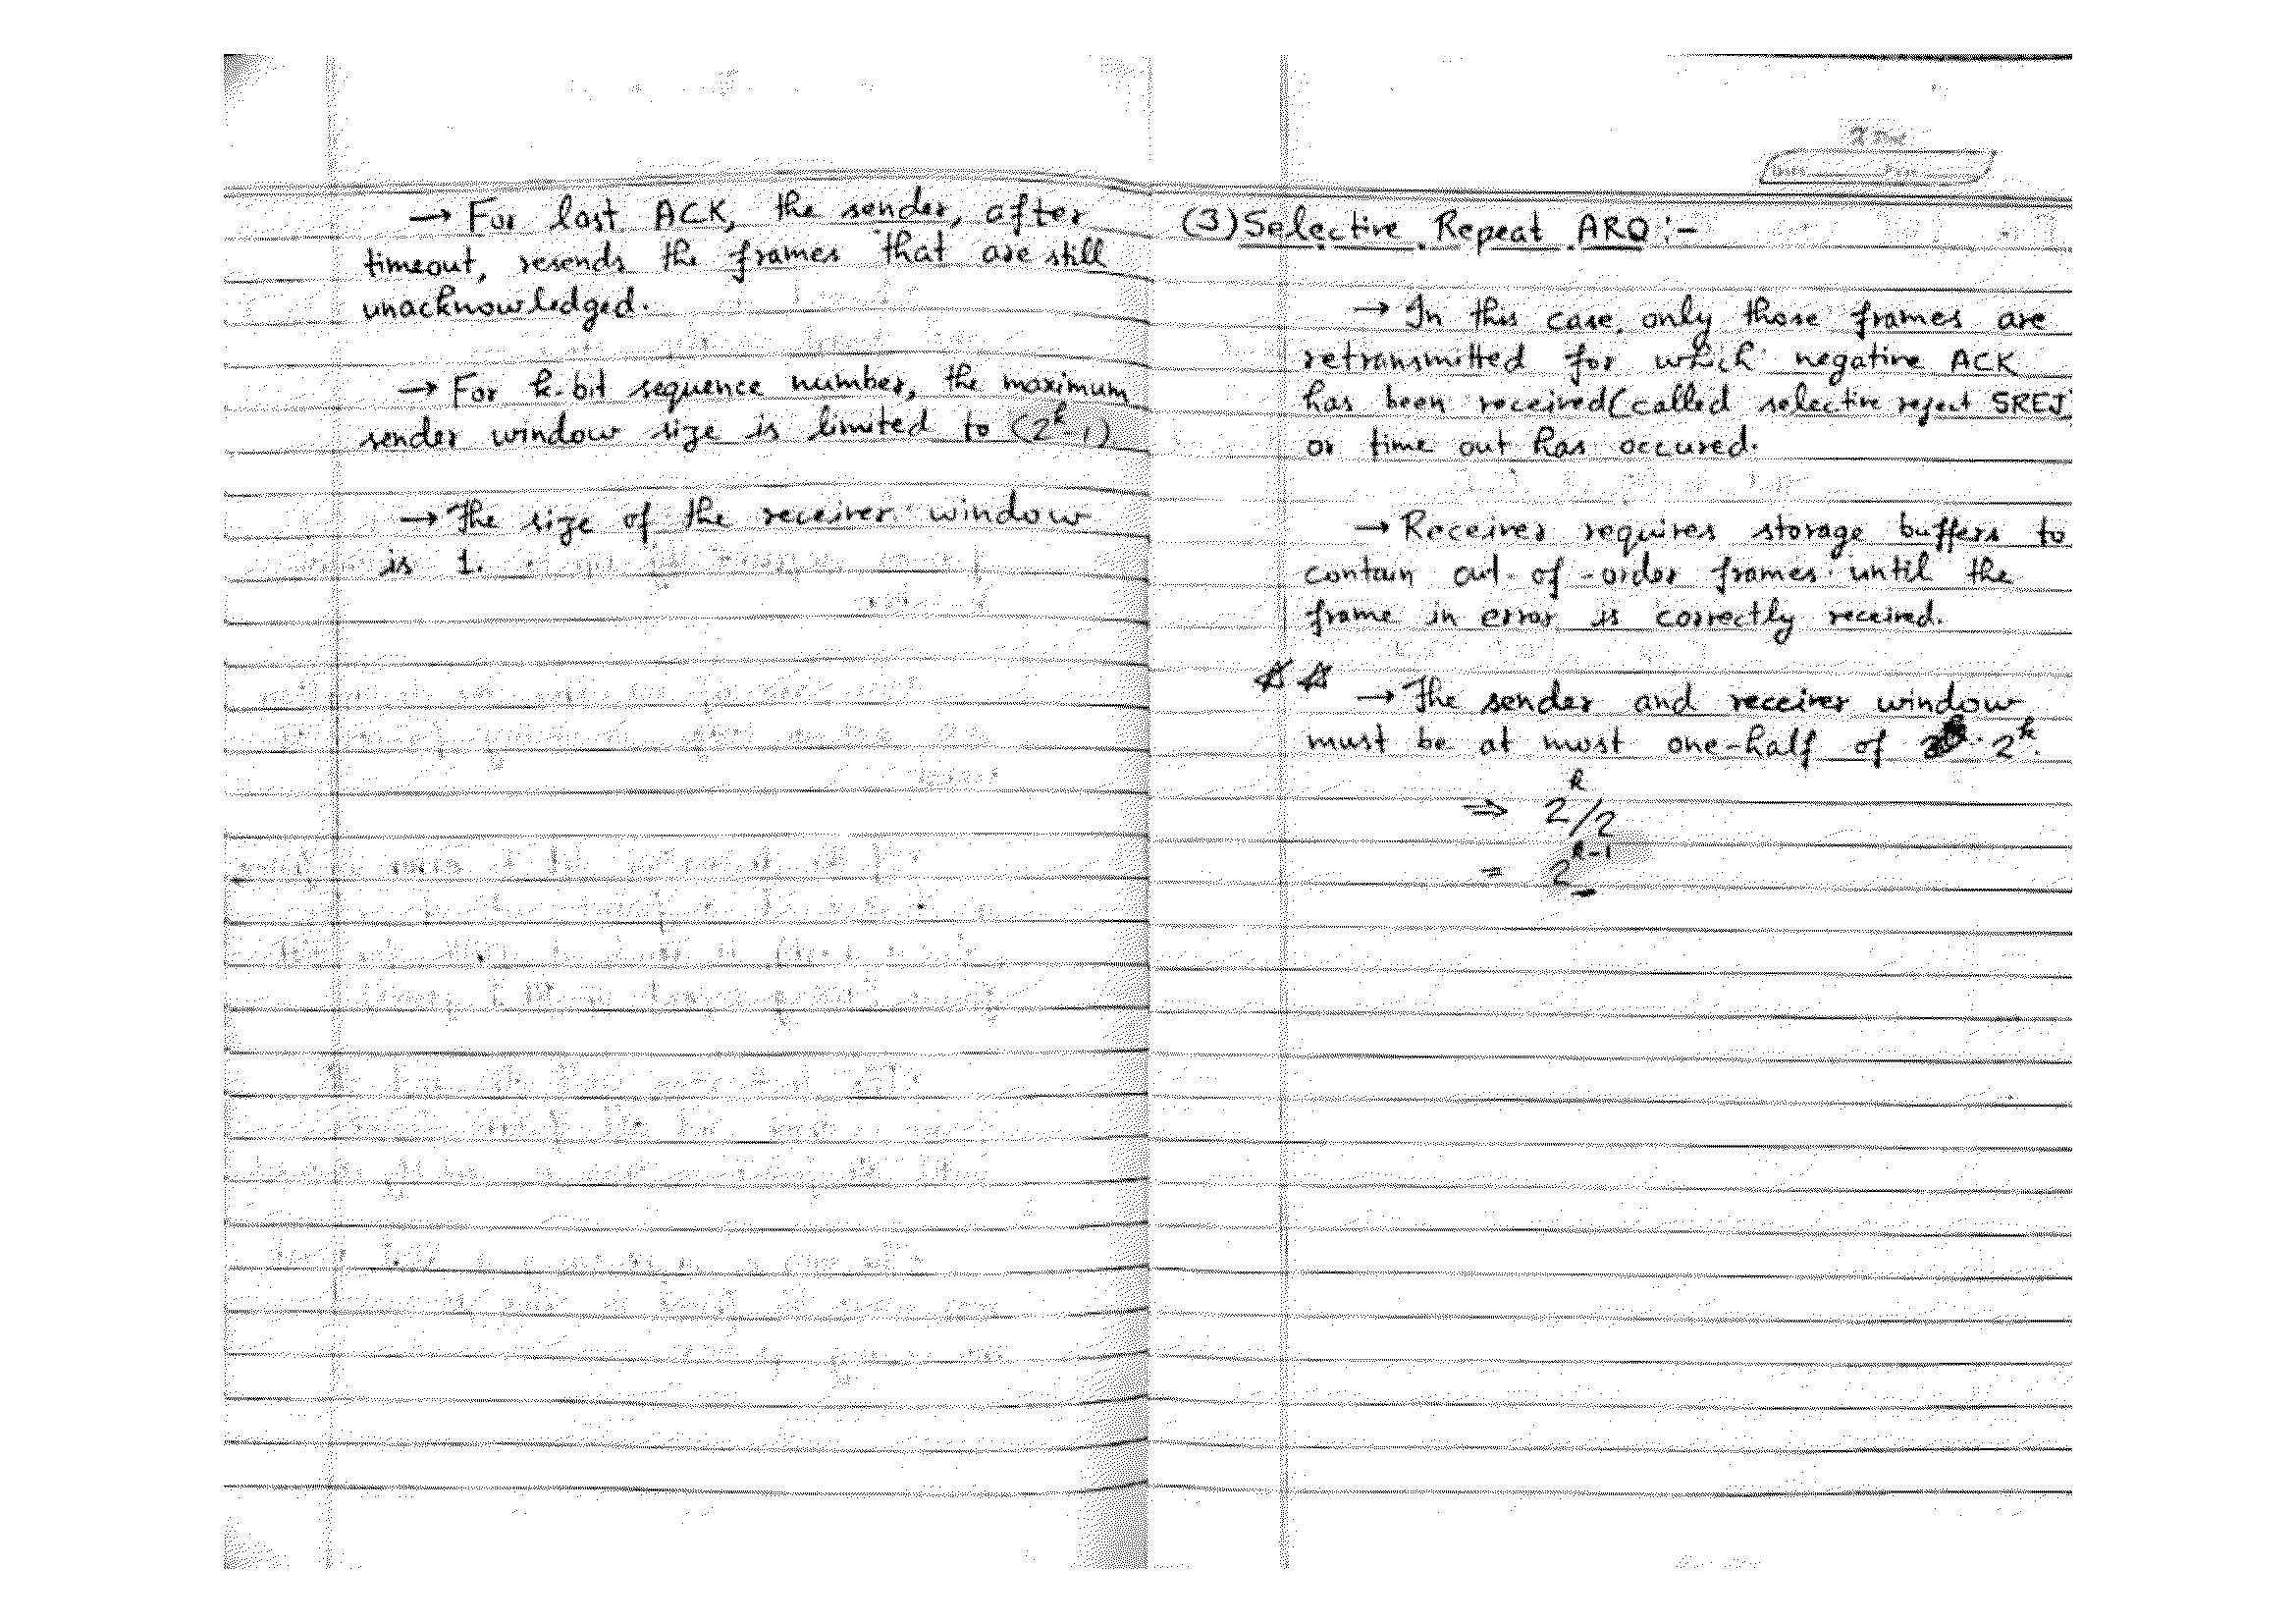 → For last ACK, the sender, after
timeout, resends the frames that are still
unacknowledged.
→ For k-bit sequence number, the maximum
sender window size is limited to (2^k-1)
→ The size of the receiver window
is 1.
(3) Selective Repeat ARQ :-
→ In this case, only those frames are
retransmitted for which negative ACK
has been received (called selective reject SREJ
or time out has occured.
→ Receiver requires storage buffers to
contain out-of-order frames until the
frame in error is correctly received.
→ The sender and receiver window
must be at most one-half of 2^k.
⇒ 2^k/2
= 2^k-1